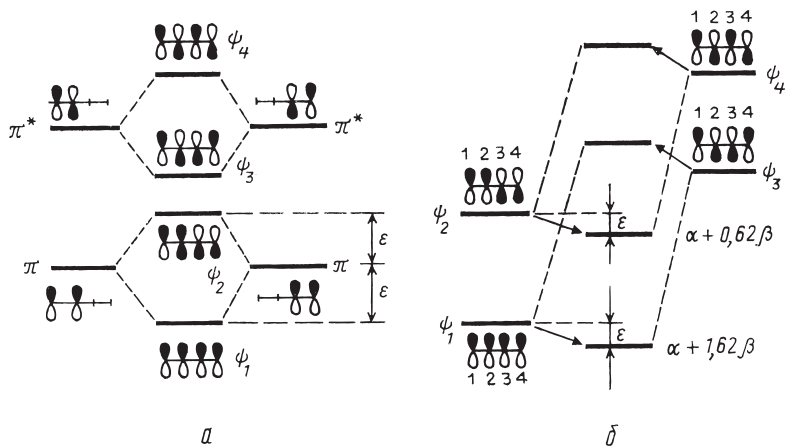 ψ₄
π*
π*
ψ₃
ε
ψ₂
π
π
ε
ψ₁
а
1 2 3 4
ψ₄
1 2 3 4
ψ₃
1 2 3 4
ψ₂
ε
α + 0,62β
ψ₁
ε
α + 1,62β
1 2 3 4
б